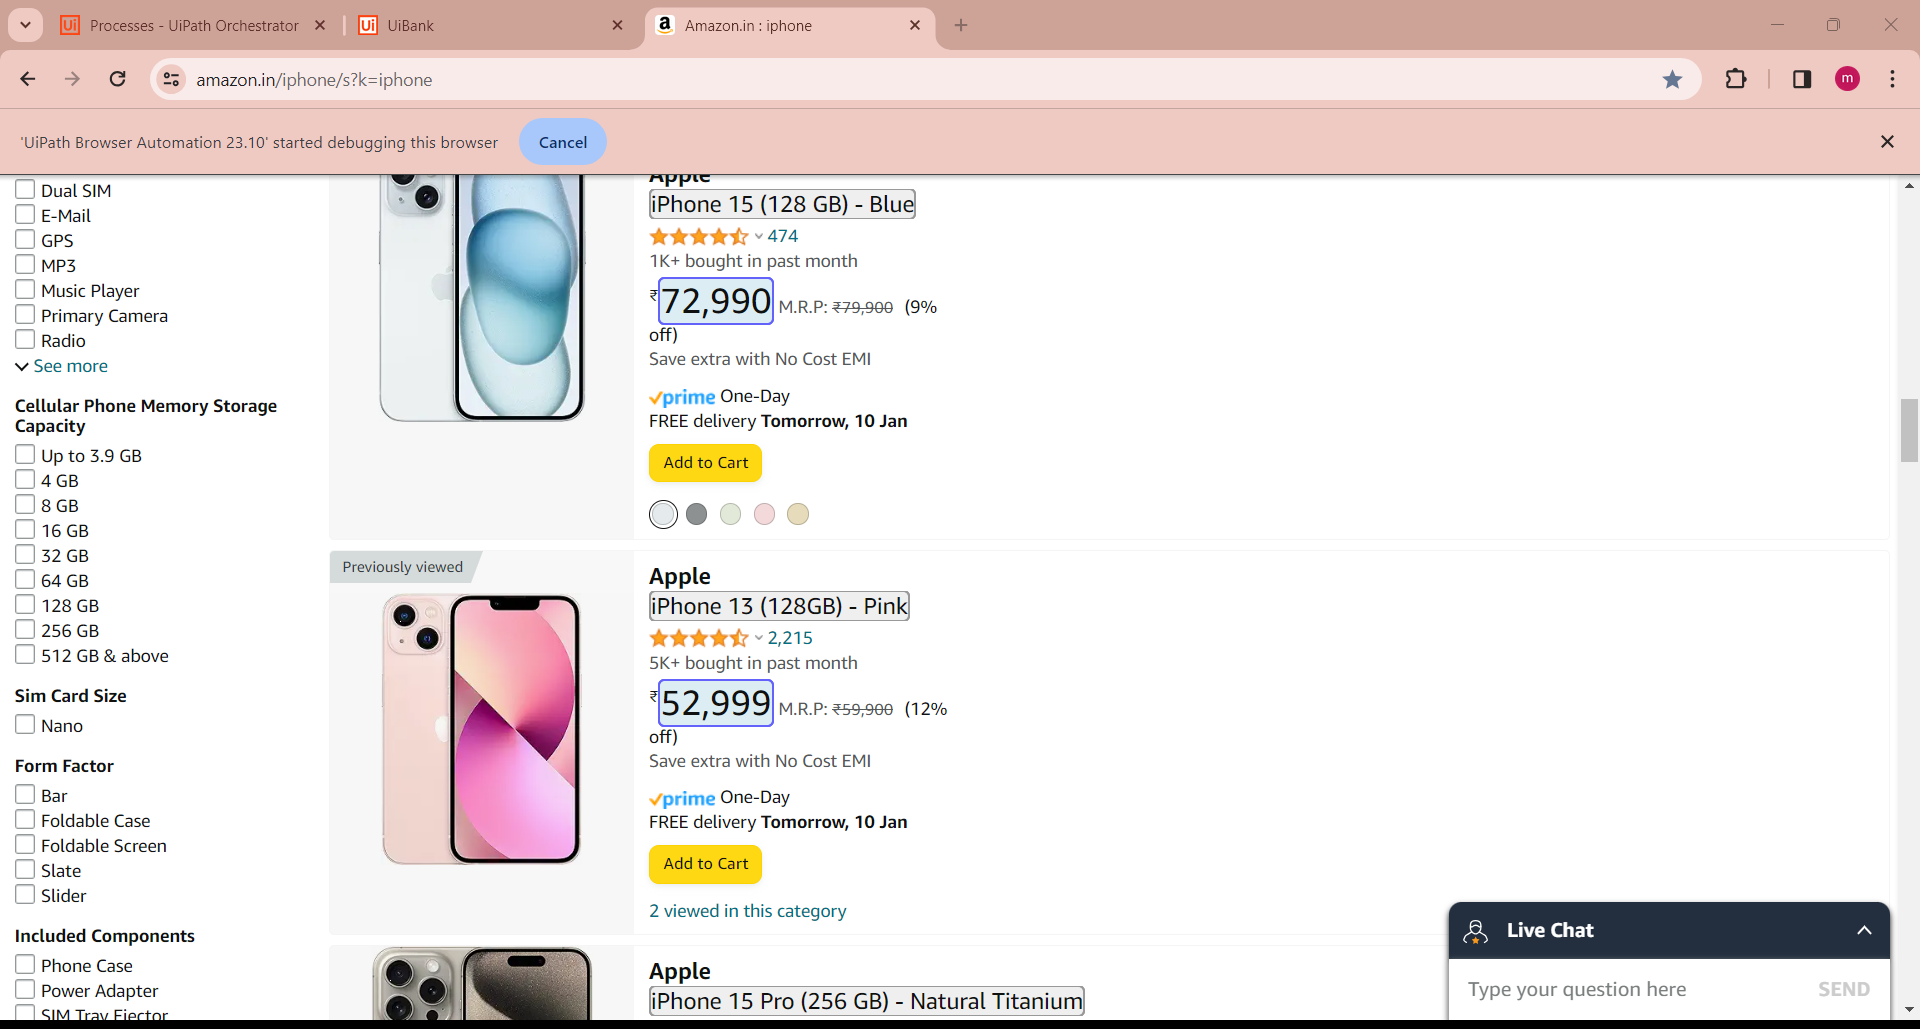 Processes - UiPath Orchestrator
UiBank
Amazon.in : iphone
amazon.in/iphone/s?k=iphone
m
'UiPath Browser Automation 23.10' started debugging this browser
Cancel
Dual SIM
E-Mail
GPS
MP3
Music Player
Primary Camera
Radio
See more
Cellular Phone Memory Storage
Capacity
Up to 3.9 GB
4 GB
8 GB
16 GB
32 GB
64 GB
128 GB
256 GB
512 GB & above
Sim Card Size
Nano
Form Factor
Bar
Foldable Case
Foldable Screen
Slate
Slider
Included Components
Phone Case
Power Adapter
SIM Tray Ejector
Apple
iPhone 15 (128 GB) - Blue
474
1K+ bought in past month
₹72,990 M.R.P: ₹79,900 (9%
off)
Save extra with No Cost EMI
prime One-Day
FREE delivery Tomorrow, 10 Jan
Add to Cart
Previously viewed
Apple
iPhone 13 (128GB) - Pink
2,215
5K+ bought in past month
₹52,999 M.R.P: ₹59,900 (12%
off)
Save extra with No Cost EMI
prime One-Day
FREE delivery Tomorrow, 10 Jan
Add to Cart
2 viewed in this category
Apple
iPhone 15 Pro (256 GB) - Natural Titanium
Live Chat
Type your question here
SEND